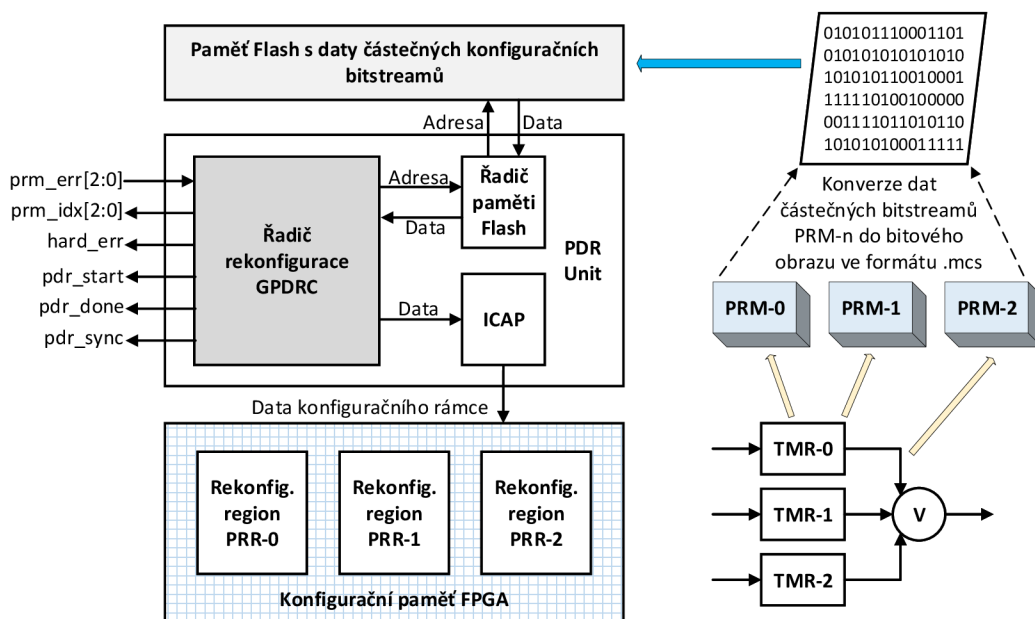 Paměť Flash s daty částečných konfiguračních
bitstreamů
Adresa
Data
prm_err[2:0]
prm_idx[2:0]
hard_err
pdr_start
pdr_done
pdr_sync
Řadič
rekonfigurace
GPDRC
Adresa
Data
Data
Řadič
paměti
Flash
ICAP
PDR
Unit
Data konfiguračního rámce
Rekonfig.
region
PRR-0
Rekonfig.
region
PRR-1
Rekonfig.
region
PRR-2
Konfigurační paměť FPGA
010101110001101
010101010101010
101010110010001
111110100100000
001111011010110
101010100011111
Konverze dat
částečných bitstreamů
PRM-n do bitového
obrazu ve formátu .mcs
PRM-0
PRM-1
PRM-2
TMR-0
TMR-1
TMR-2
V